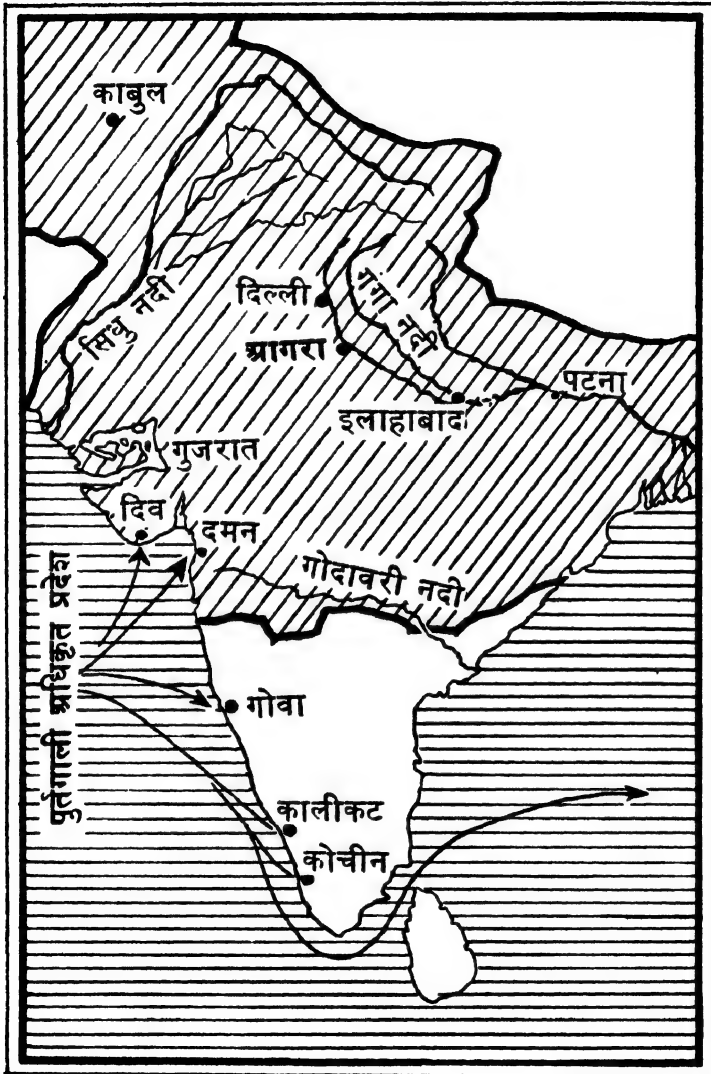 काबुल
सिंधु नदी
दिल्ली
गंगा नदी
आगरा
पटना
इलाहाबाद
गुजरात
दिव
दमन
गोदावरी नदी
पुर्तगाली अधिकृत प्रदेश
गोवा
कालीकट
कोचीन